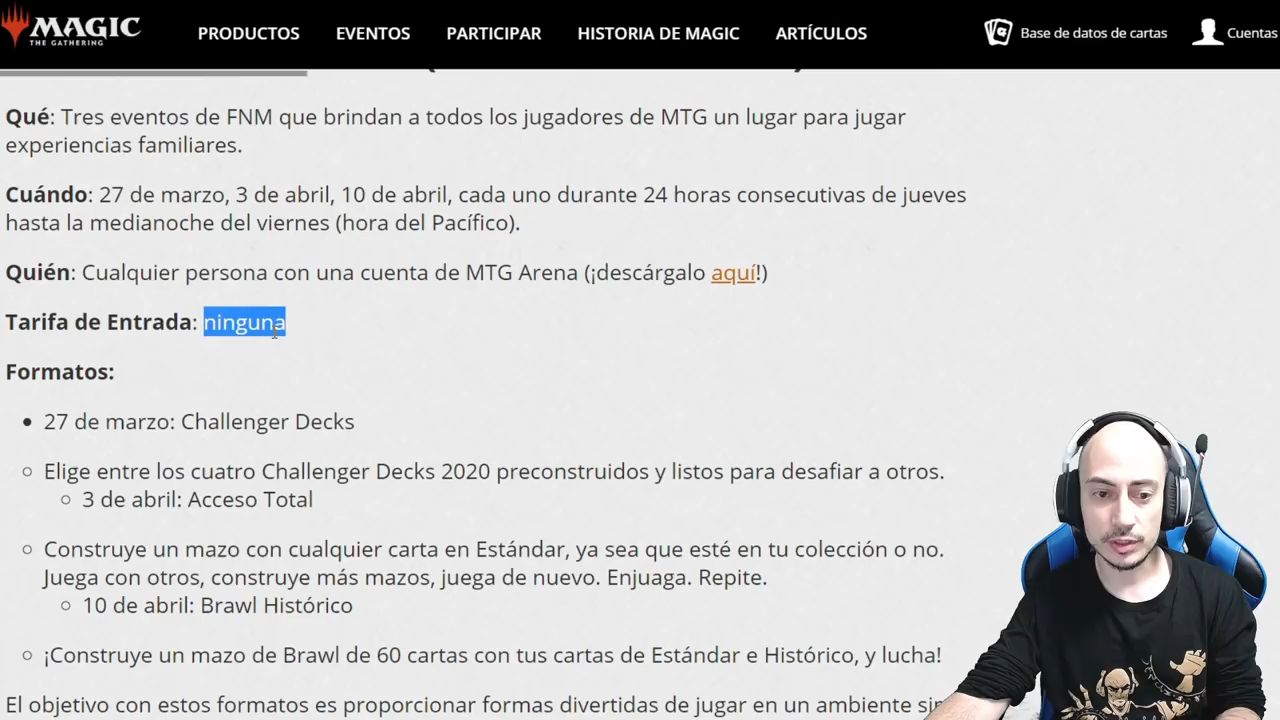 MAGIC
THE GATHERING
PRODUCTOS
EVENTOS
PARTICIPAR
HISTORIA DE MAGIC
ARTÍCULOS
Base de datos de cartas
Cuentas
Qué: Tres eventos de FNM que brindan a todos los jugadores de MTG un lugar para jugar
experiencias familiares.
Cuándo: 27 de marzo, 3 de abril, 10 de abril, cada uno durante 24 horas consecutivas de jueves
hasta la medianoche del viernes (hora del Pacífico).
Quién: Cualquier persona con una cuenta de MTG Arena (¡descárgalo aquí!)
Tarifa de Entrada: ninguna
Formatos:
27 de marzo: Challenger Decks
Elige entre los cuatro Challenger Decks 2020 preconstruidos y listos para desafiar a otros.
3 de abril: Acceso Total
Construye un mazo con cualquier carta en Estándar, ya sea que esté en tu colección o no.
Juega con otros, construye más mazos, juega de nuevo. Enjuaga. Repite.
10 de abril: Brawl Histórico
¡Construye un mazo de Brawl de 60 cartas con tus cartas de Estándar e Histórico, y lucha!
El objetivo con estos formatos es proporcionar formas divertidas de jugar en un ambiente sin